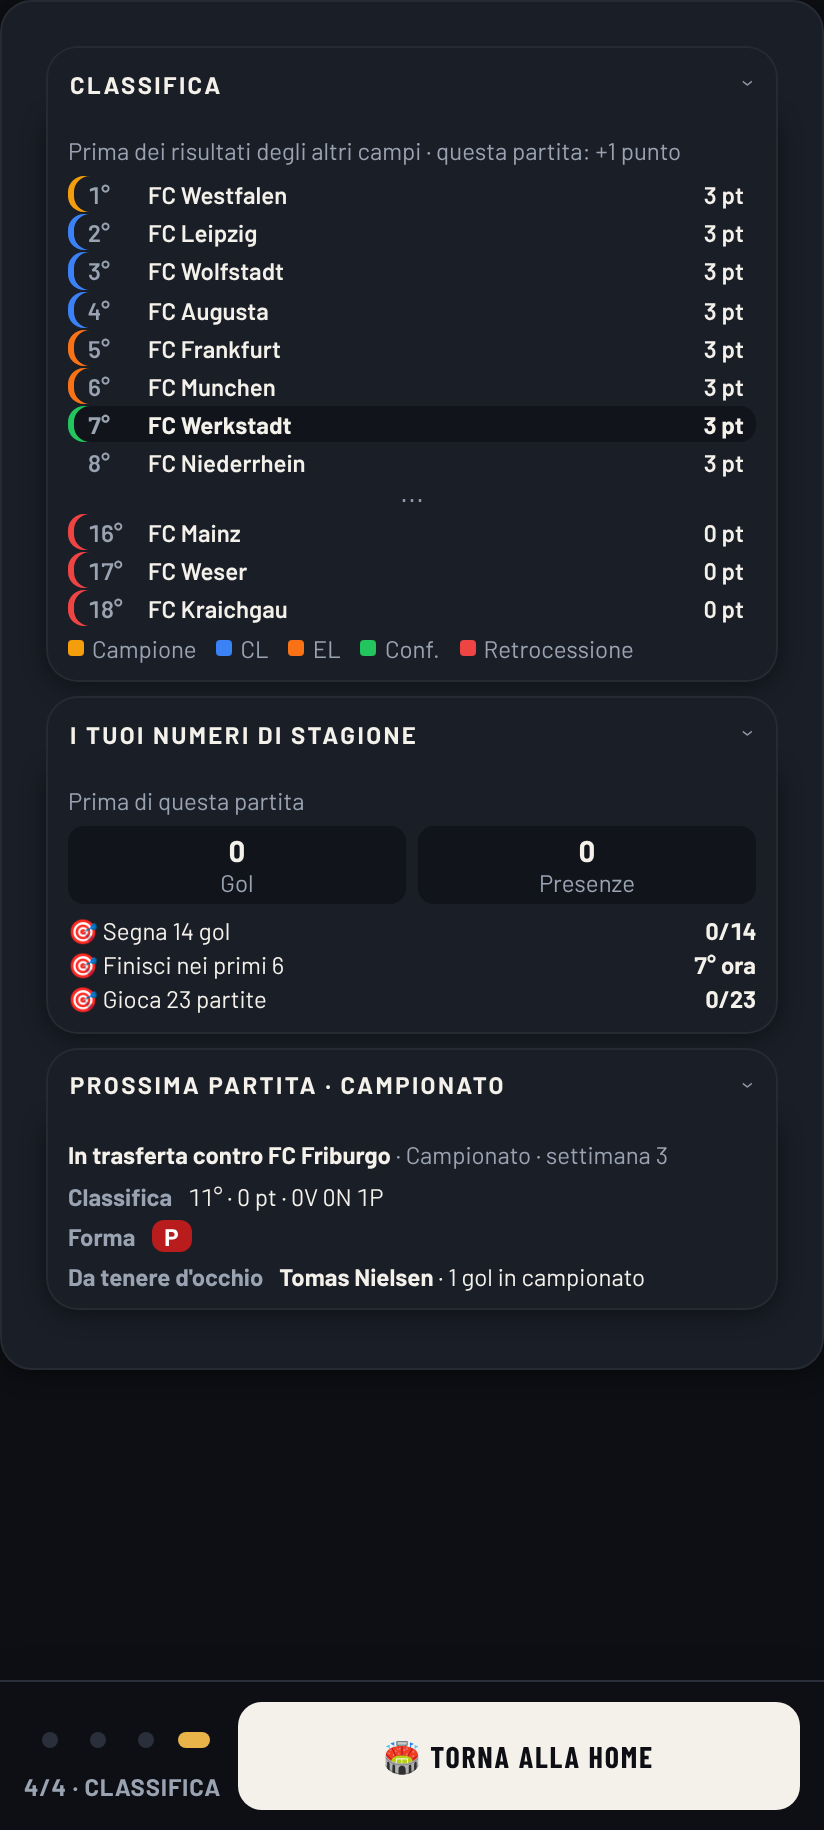 CLASSIFICA
Prima dei risultati degli altri campi · questa partita: +1 punto
1° FC Westfalen 3 pt
2° FC Leipzig 3 pt
3° FC Wolfstadt 3 pt
4° FC Augusta 3 pt
5° FC Frankfurt 3 pt
6° FC Munchen 3 pt
7° FC Werkstadt 3 pt
8° FC Niederrhein 3 pt
...
16° FC Mainz 0 pt
17° FC Weser 0 pt
18° FC Kraichgau 0 pt
Campione CL EL Conf. Retrocessione
I TUOI NUMERI DI STAGIONE
Prima di questa partita
0 0
Gol Presenze
🎯 Segna 14 gol 0/14
🎯 Finisci nei primi 6 7° ora
🎯 Gioca 23 partite 0/23
PROSSIMA PARTITA · CAMPIONATO
In trasferta contro FC Friburgo · Campionato · settimana 3
Classifica 11° · 0 pt · 0V 0N 1P
Forma P
Da tenere d'occhio Tomas Nielsen · 1 gol in campionato
4/4 · CLASSIFICA
🏟️ TORNA ALLA HOME